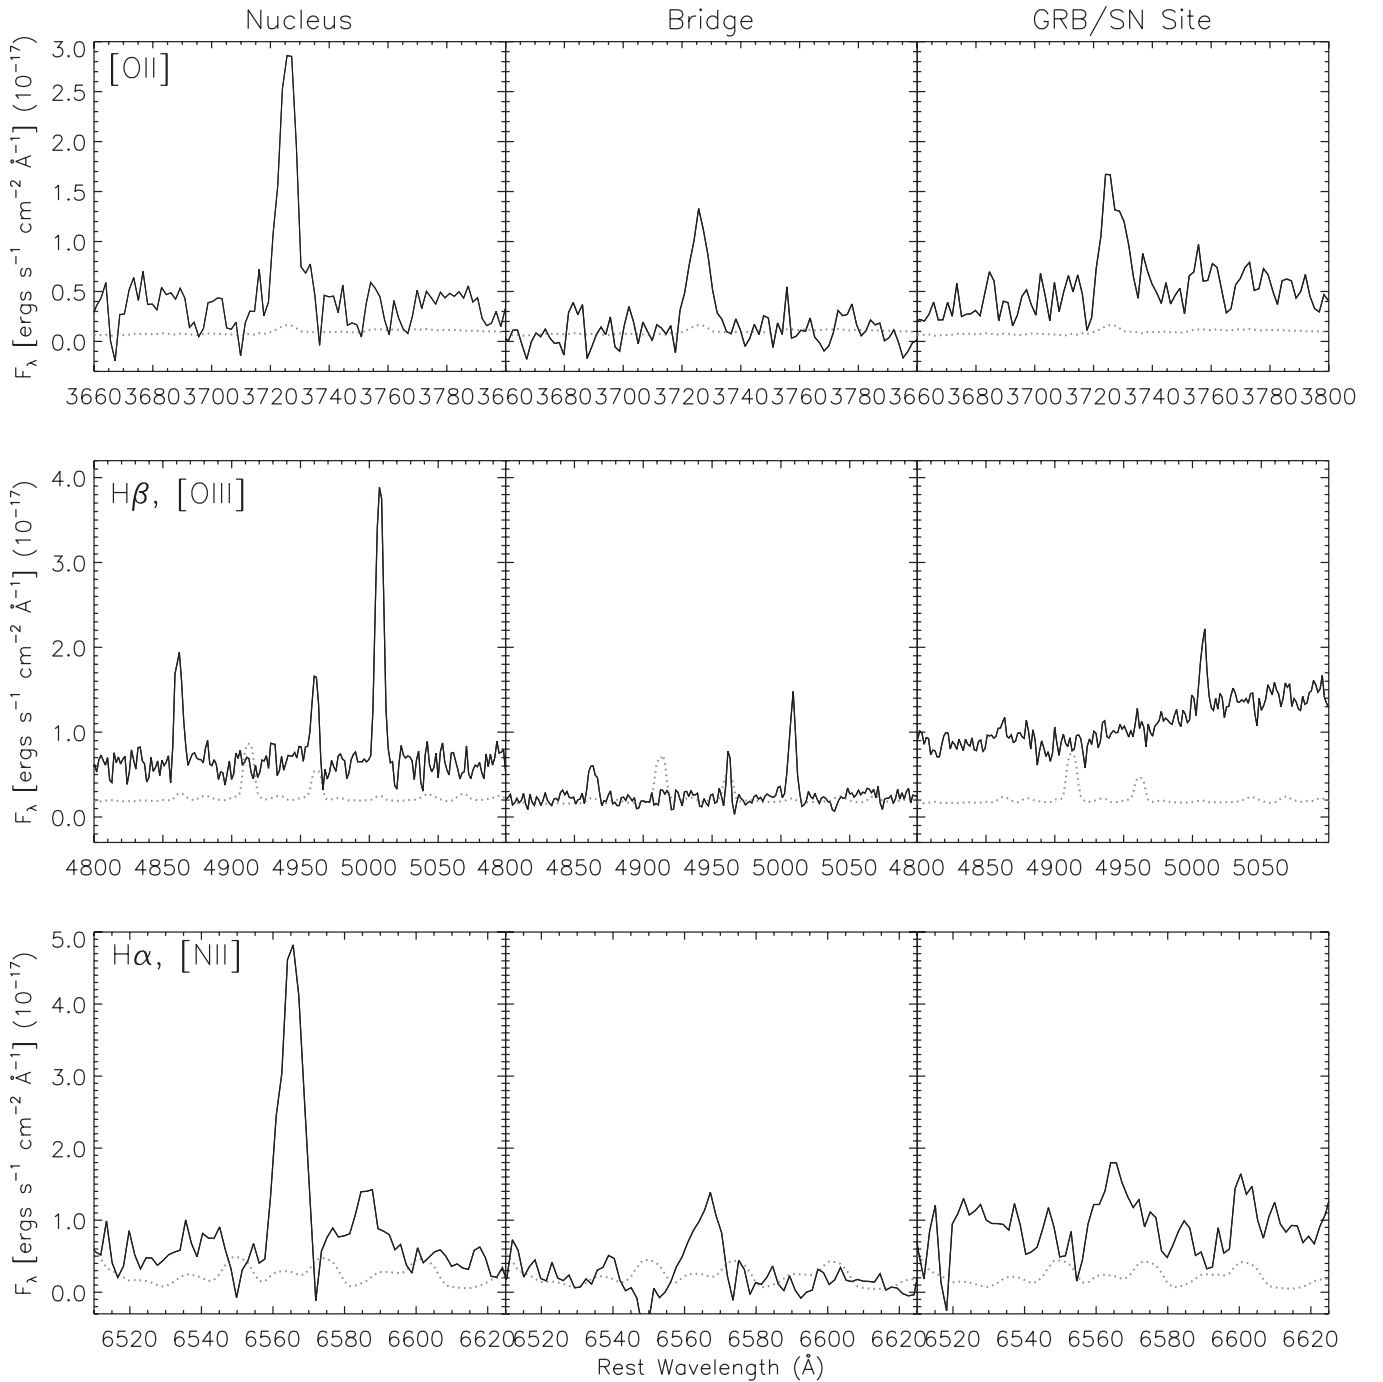 Nucleus Bridge GRB/SN Site
[OII]
F_λ [ergs s⁻¹ cm⁻² Å⁻¹] (10⁻¹⁷)
3.0
2.5
2.0
1.5
1.0
0.5
0.0
3660 3680 3700 3720 3740 3760 3780 3660 3680 3700 3720 3740 3760 3780 3660 3680 3700 3720 3740 3760 3780 3800
Hβ, [OIII]
F_λ [ergs s⁻¹ cm⁻² Å⁻¹] (10⁻¹⁷)
4.0
3.0
2.0
1.0
0.0
4800 4850 4900 4950 5000 5050 4800 4850 4900 4950 5000 5050 4800 4850 4900 4950 5000 5050
Hα, [NII]
F_λ [ergs s⁻¹ cm⁻² Å⁻¹] (10⁻¹⁷)
5.0
4.0
3.0
2.0
1.0
0.0
6520 6540 6560 6580 6600 6620 6520 6540 6560 6580 6600 6620 6520 6540 6560 6580 6600 6620
Rest Wavelength (Å)